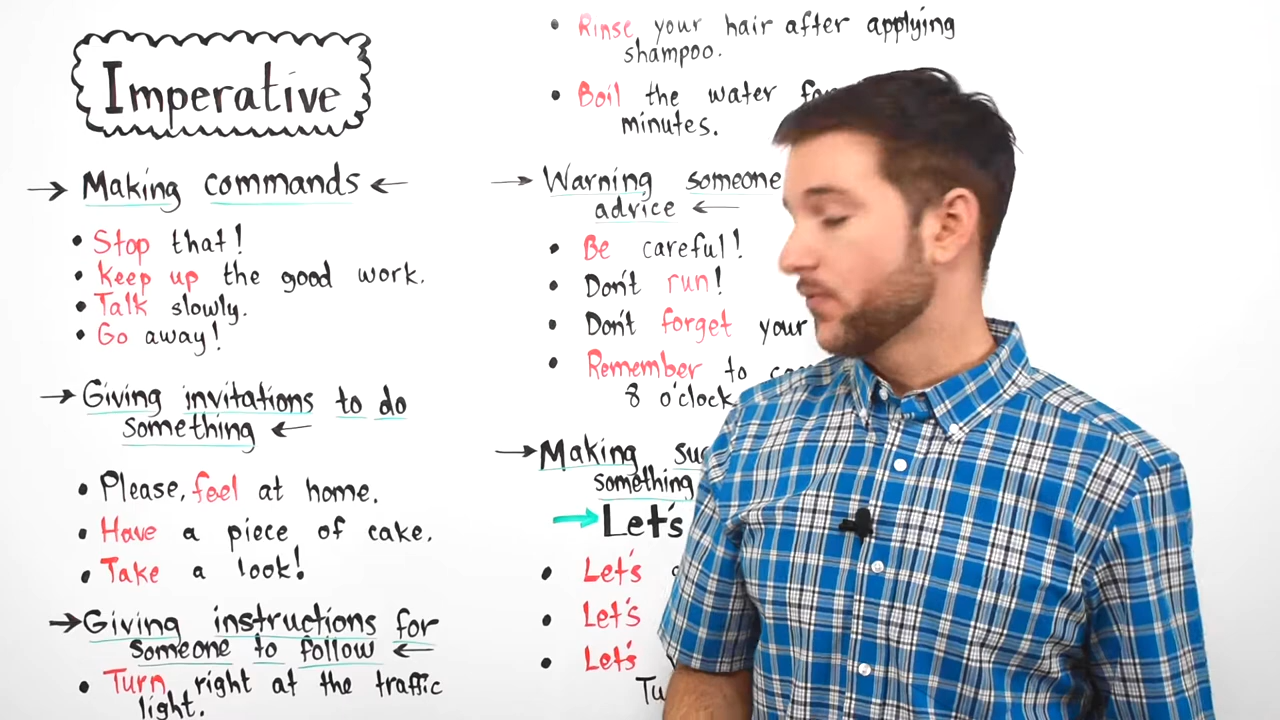 Imperative
→ Making commands ←
• Stop that!
• Keep up the good work.
• Talk slowly.
• Go away!
→ Giving invitations to do
something ←
• Please, feel at home.
• Have a piece of cake.
• Take a look!
→ Giving instructions for
someone to follow ←
• Turn right at the traffic
light.
• Rinse your hair after applying
shampoo.
• Boil the water
minutes.
→ Warning someone
advice ←
• Be careful!
• Don't run!
• Don't forget your
• Remember to
8 o'clock
→ Making
something
→ Let's
• Let's
• Let's
• Let's